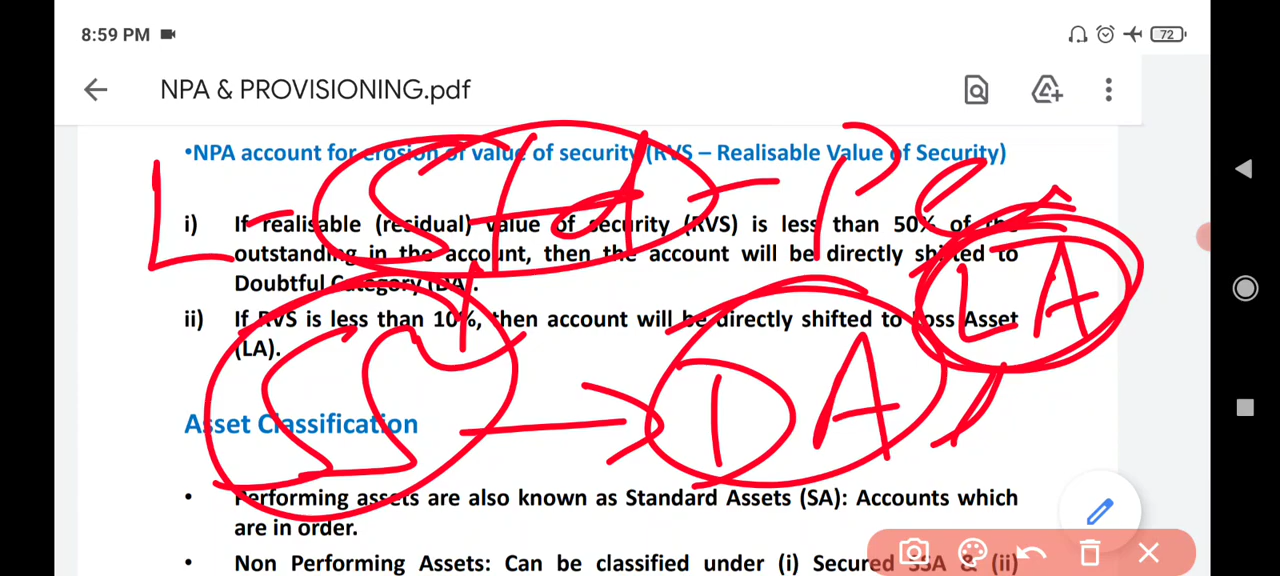 8:59 PM 72
NPA & PROVISIONING.pdf
•NPA account for erosion of value of security (RVS – Realisable Value of Security)
L Std PS
i) If realisable (residual) value of security (RVS) is less than 50% of the
outstanding in the account, then the account will be directly shifted to
Doubtful Category (DA).
LA
ii) If RVS is less than 10%, then account will be directly shifted to Loss Asset
(LA).
SS DA
Asset Classification
• Performing assets are also known as Standard Assets (SA): Accounts which
are in order.
• Non Performing Assets: Can be classified under (i) Secured SSA & (ii)